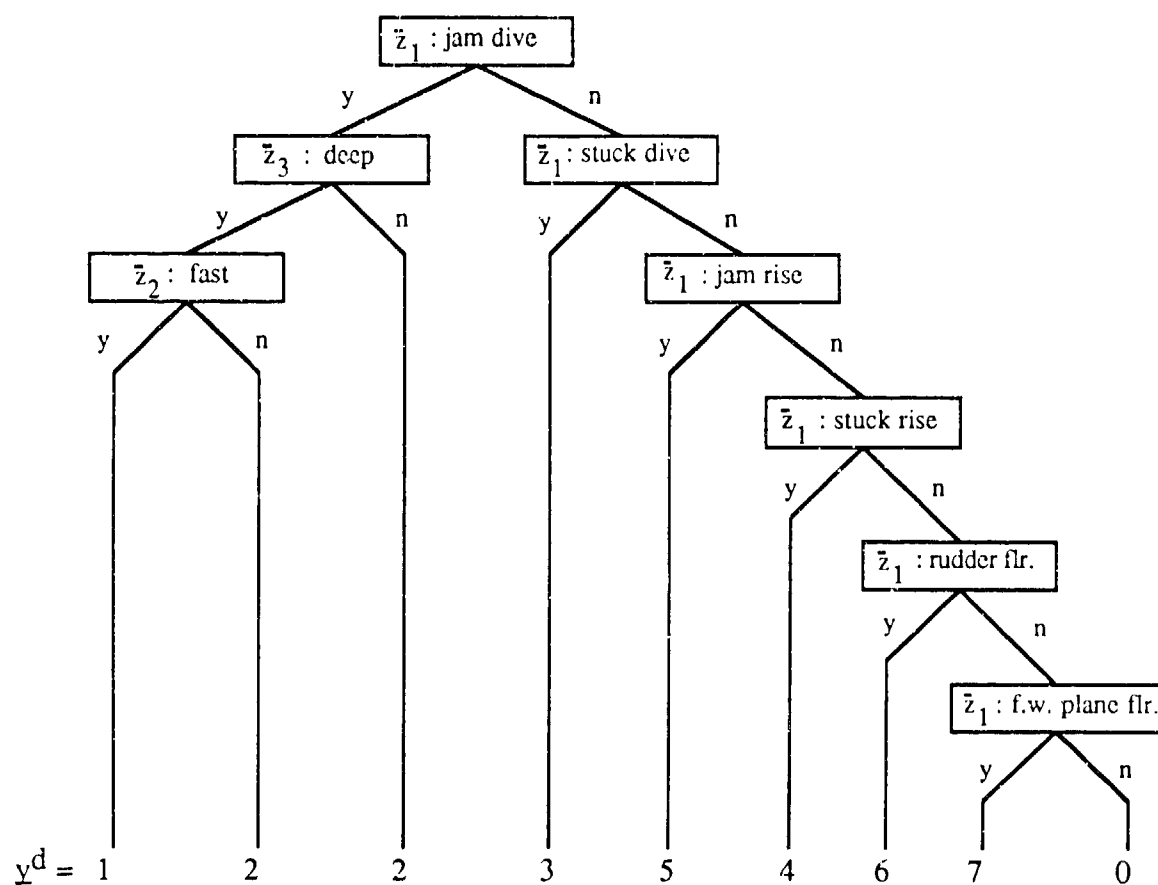 z̄₁ : jam dive
y n
z̄₃ : deep z̄₁ : stuck dive
y n y n
z̄₂ : fast z̄₁ : jam rise
y n y n
z̄₁ : stuck rise
y n
z̄₁ : rudder flr.
y n
z̄₁ : f.w. plane flr.
y n
y̲ᵈ = 1 2 2 3 5 4 6 7 0